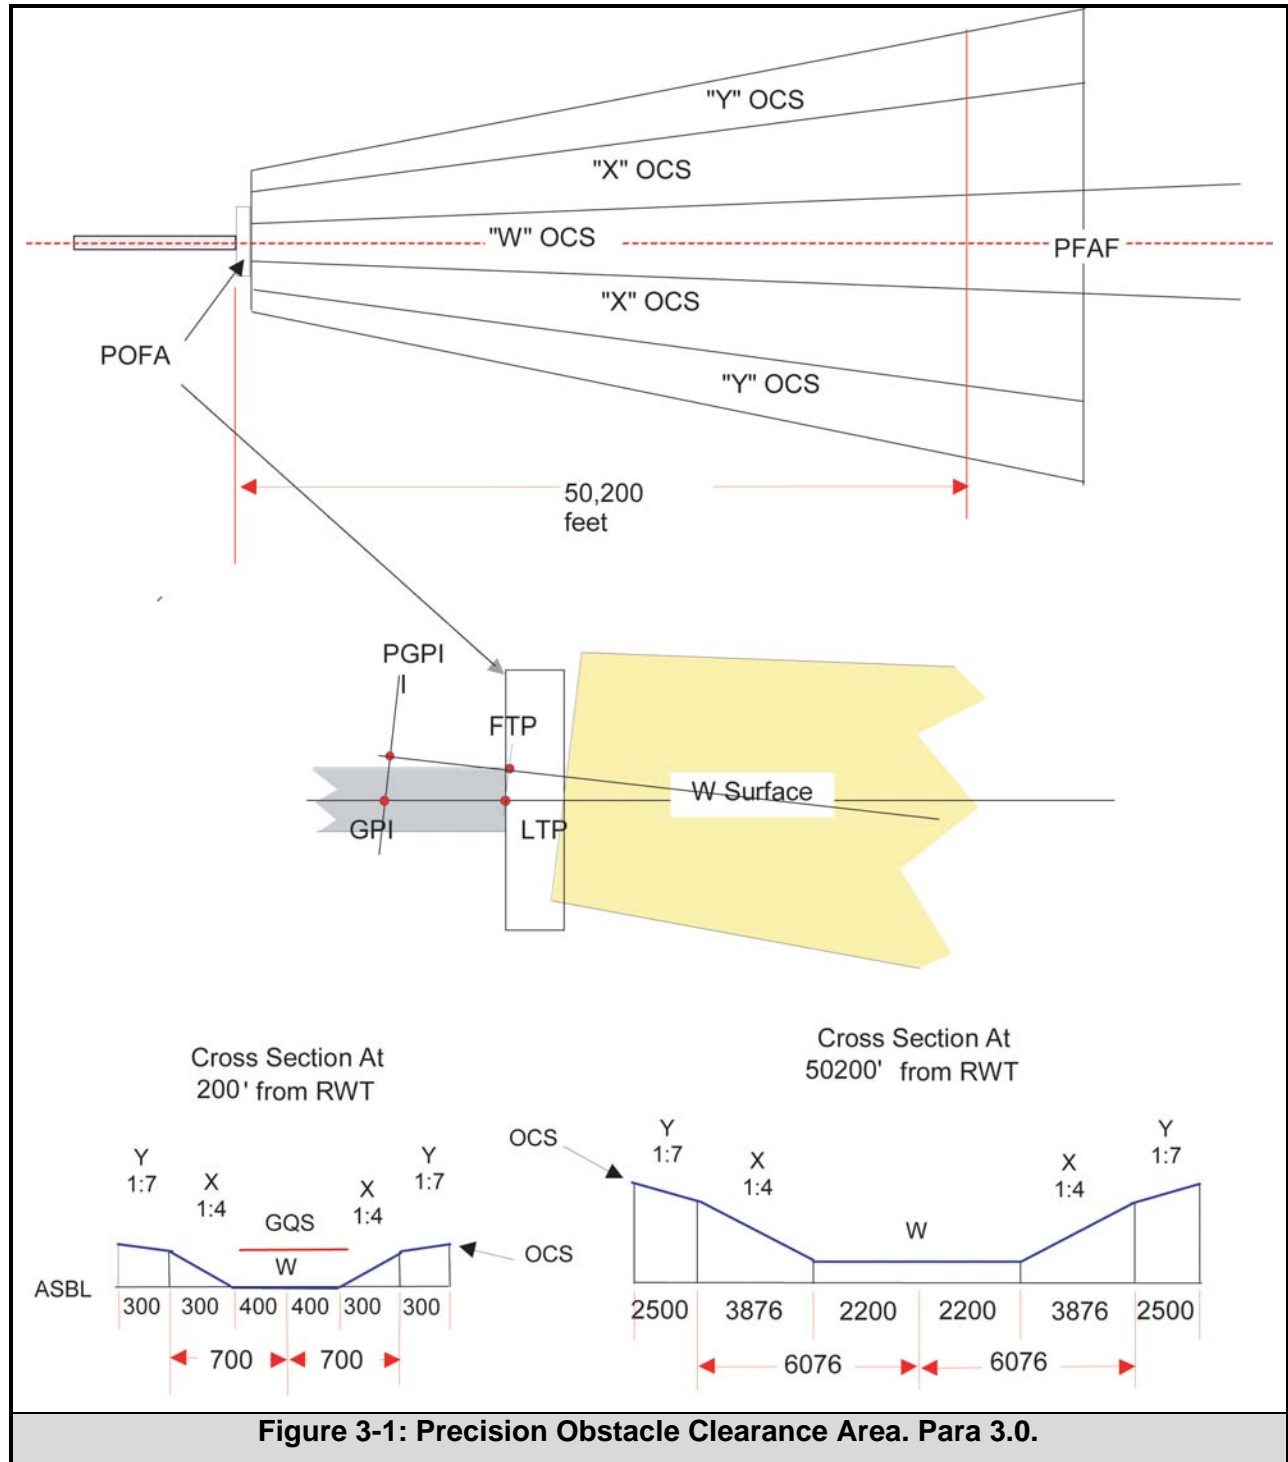 "Y" OCS
"X" OCS
"W" OCS
PFAF
"X" OCS
POFA
"Y" OCS
50,200
feet
PGPI
I
FTP
W Surface
GPI
LTP
Cross Section At
200' from RWT
Cross Section At
50200' from RWT
Y
1:7
X
1:4
GQS
W
X
1:4
Y
1:7
OCS
ASBL
300
300
400
400
300
300
700
700
OCS
Y
1:7
X
1:4
W
X
1:4
Y
1:7
2500
3876
2200
2200
3876
2500
6076
6076
Figure 3-1: Precision Obstacle Clearance Area. Para 3.0.